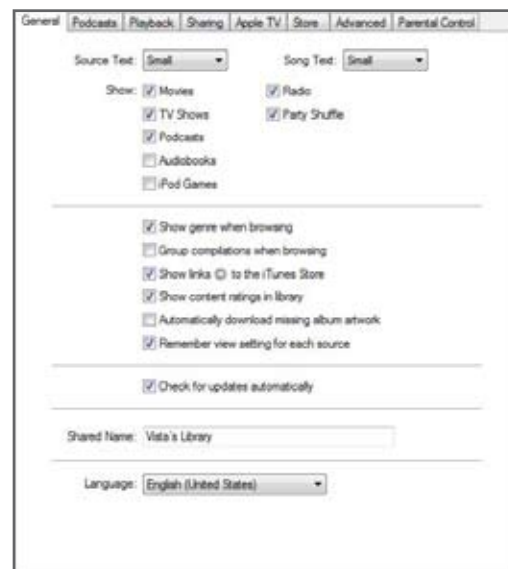 General Podcasts Playback Sharing Apple TV Store Advanced Parental Control
Source Text: Small Song Text: Small
Show: Movies Radio
TV Shows Party Shuffle
Podcasts
Audiobooks
iPod Games
Show genre when browsing
Group compilations when browsing
Show links to the iTunes Store
Show content ratings in library
Automatically download missing album artwork
Remember view setting for each source
Check for updates automatically
Shared Name: Vista's Library
Language: English (United States)